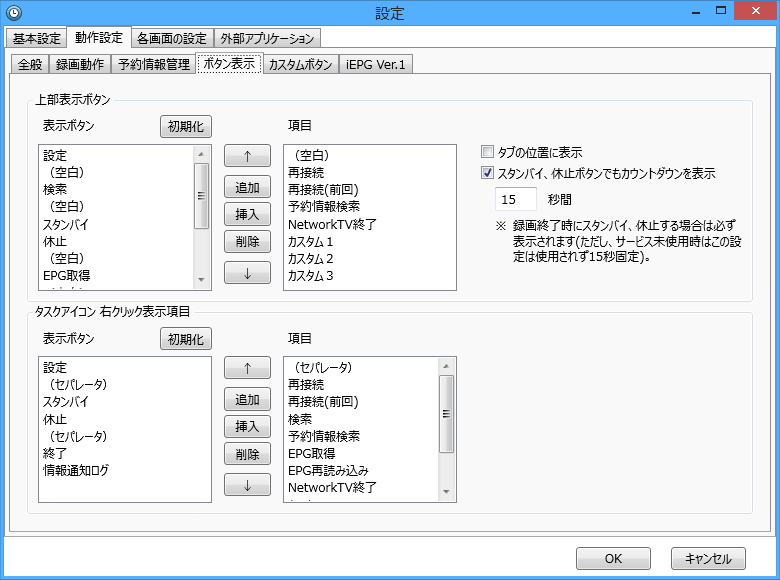 設定
基本設定 動作設定 各画面の設定 外部アプリケーション
全般 録画動作 予約情報管理 ボタン表示 カスタムボタン iEPG Ver.1
上部表示ボタン
表示ボタン 初期化 項目
設定
（空白）
検索
（空白）
スタンバイ
休止
（空白）
EPG取得
↑
追加
挿入
削除
↓
（空白）
再接続
再接続(前回)
予約情報検索
NetworkTV終了
カスタム 1
カスタム 2
カスタム 3
タブの位置に表示
スタンバイ、休止ボタンでもカウントダウンを表示
15 秒間
※ 録画終了時にスタンバイ、休止する場合は必ず
表示されます(ただし、サービス未使用時はこの設
定は使用されず15秒固定)。
タスクアイコン 右クリック表示項目
表示ボタン 初期化 項目
設定
（セパレータ）
スタンバイ
休止
（セパレータ）
終了
情報通知ログ
↑
追加
挿入
削除
↓
（セパレータ）
再接続
再接続(前回)
検索
予約情報検索
EPG取得
EPG再読み込み
NetworkTV終了
OK キャンセル